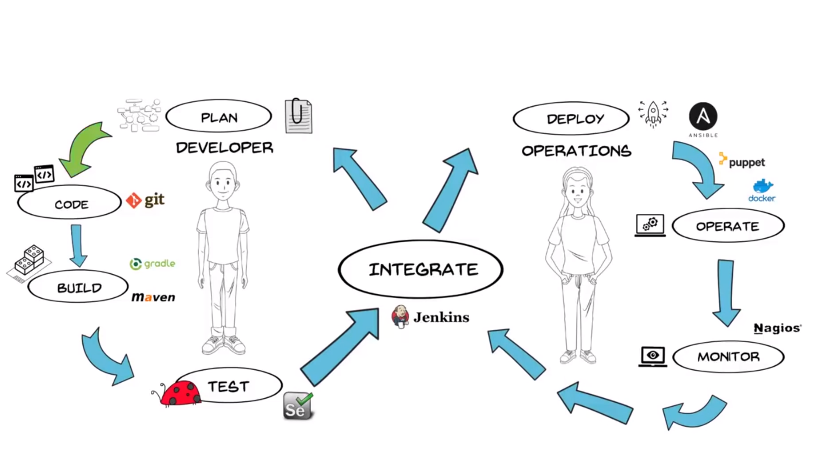 PLAN
DEVELOPER
</>
</>
CODE
git
BUILD
gradle
maven
TEST
Se
INTEGRATE
Jenkins
DEPLOY
A
ANSIBLE
OPERATIONS
puppet
docker
OPERATE
Nagios®
MONITOR